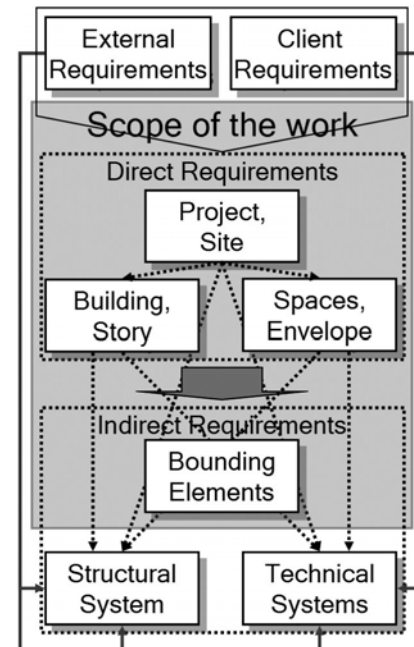 External
Requirements
Client
Requirements
Scope of the work
Direct Requirements
Project,
Site
Building,
Story
Spaces,
Envelope
Indirect Requirements
Bounding
Elements
Structural
System
Technical
Systems